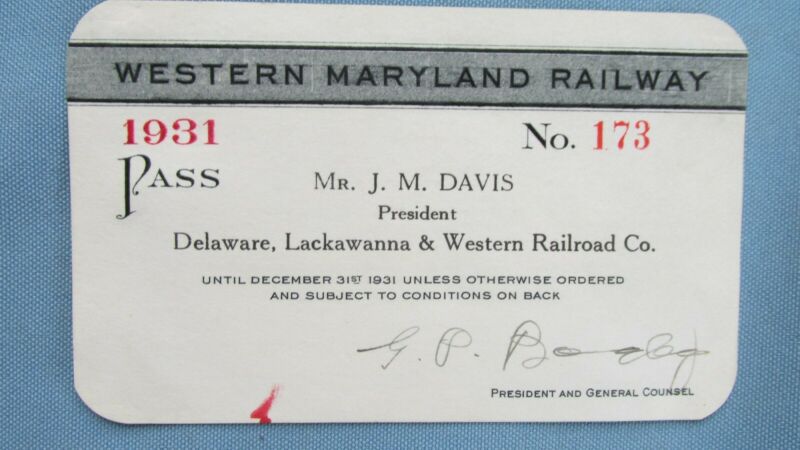 WESTERN MARYLAND RAILWAY
1931 No. 173
PASS
MR. J. M. DAVIS
President
Delaware, Lackawanna & Western Railroad Co.
UNTIL DECEMBER 31ST 1931 UNLESS OTHERWISE ORDERED
AND SUBJECT TO CONDITIONS ON BACK
G. P.
PRESIDENT AND GENERAL COUNSEL